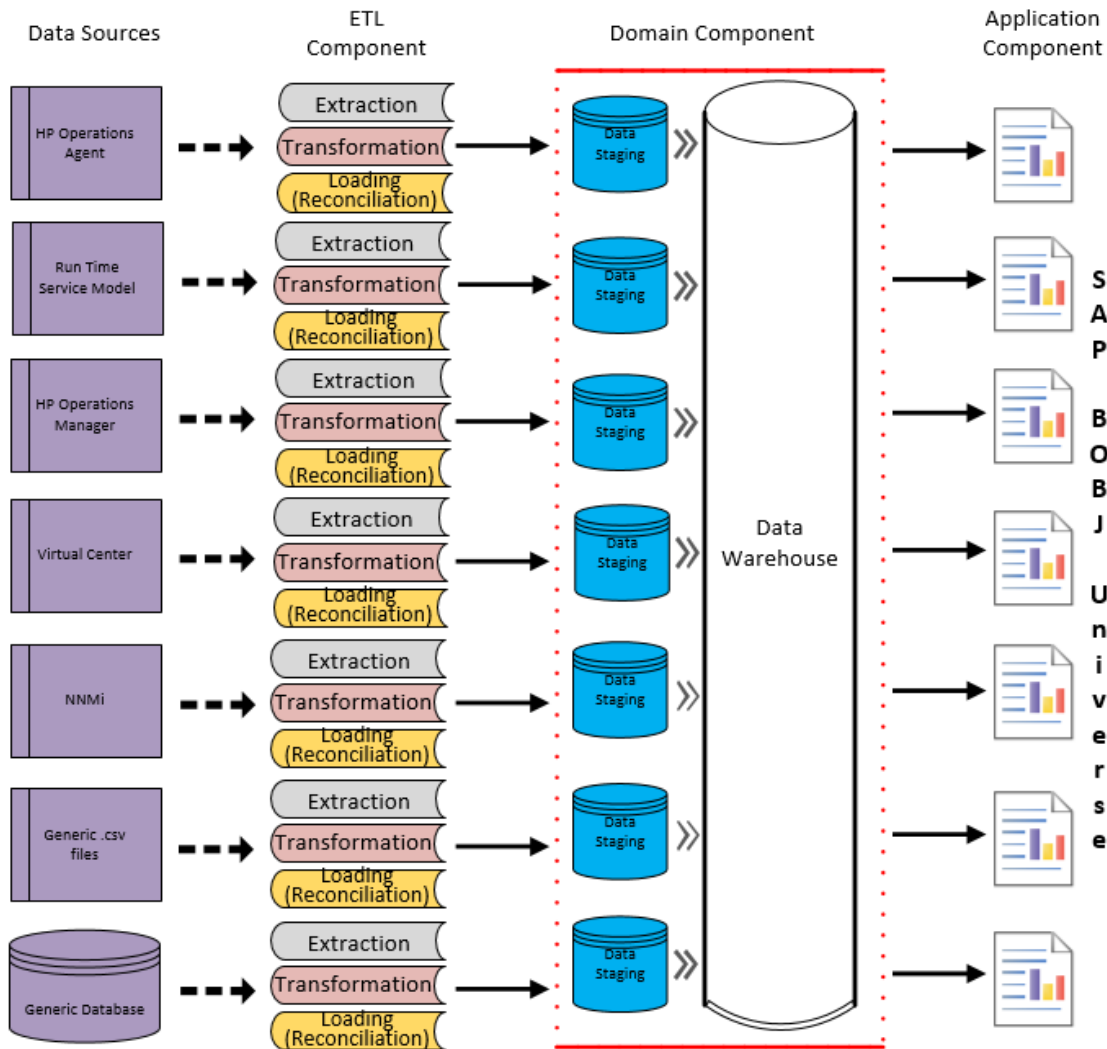 Data Sources
ETL
Component
Domain Component
Application
Component
HP Operations
Agent
Extraction
Transformation
Loading
(Reconciliation)
Data
Staging
Run Time
Service Model
Extraction
Transformation
Loading
(Reconciliation)
Data
Staging
HP Operations
Manager
Extraction
Transformation
Loading
(Reconciliation)
Data
Staging
Virtual Center
Extraction
Transformation
Loading
(Reconciliation)
Data
Staging
NNMi
Extraction
Transformation
Loading
(Reconciliation)
Data
Staging
Generic .csv
files
Extraction
Transformation
Loading
(Reconciliation)
Data
Staging
Generic Database
Extraction
Transformation
Loading
(Reconciliation)
Data
Staging
Data
Warehouse
SAP BOBJ Universe